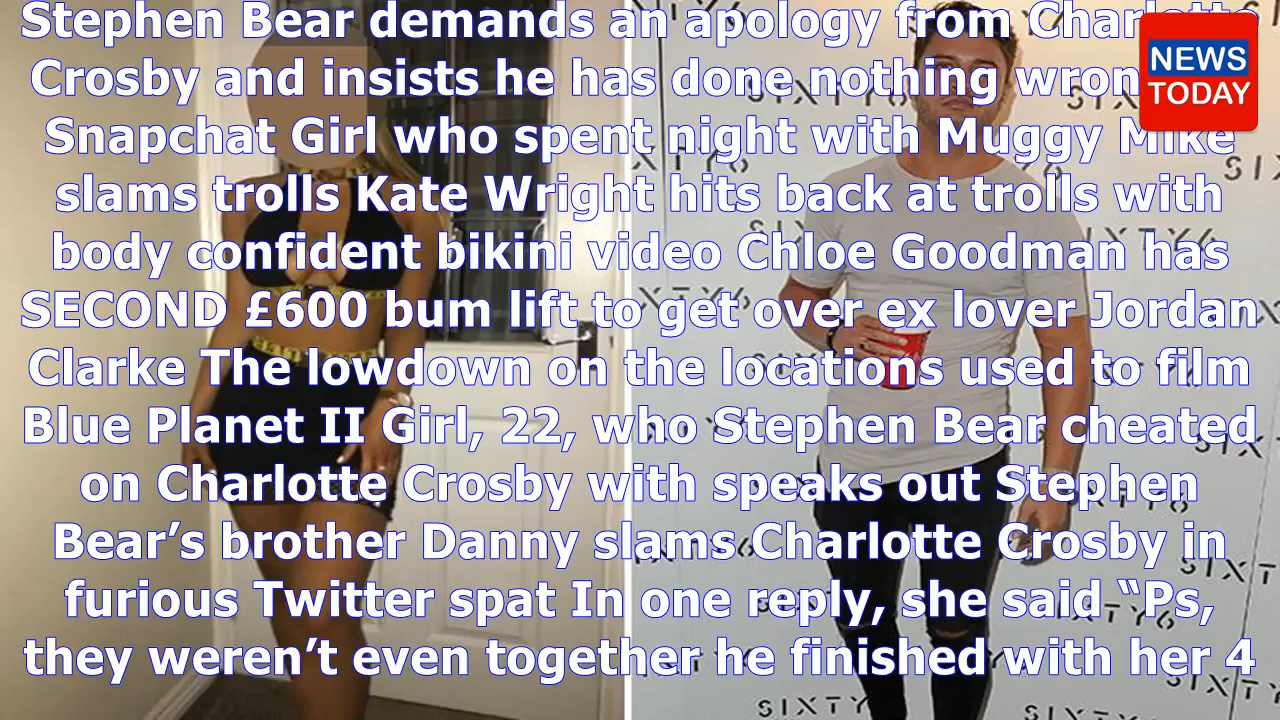 Stephen Bear demands an apology from Charlotte
Crosby and insists he has done nothing wrong
Snapchat Girl who spent night with Muggy Mike
slams trolls Kate Wright hits back at trolls with
body confident bikini video Chloe Goodman has
SECOND £600 bum lift to get over ex lover Jordan
Clarke The lowdown on the locations used to film
Blue Planet II Girl, 22, who Stephen Bear cheated
on Charlotte Crosby with speaks out Stephen
Bear’s brother Danny slams Charlotte Crosby in
furious Twitter spat In one reply, she said “Ps,
they weren’t even together he finished with her 4
NEWS
TODAY
SIXTY6
SIXTY6
SIXTY6
SIXTY6